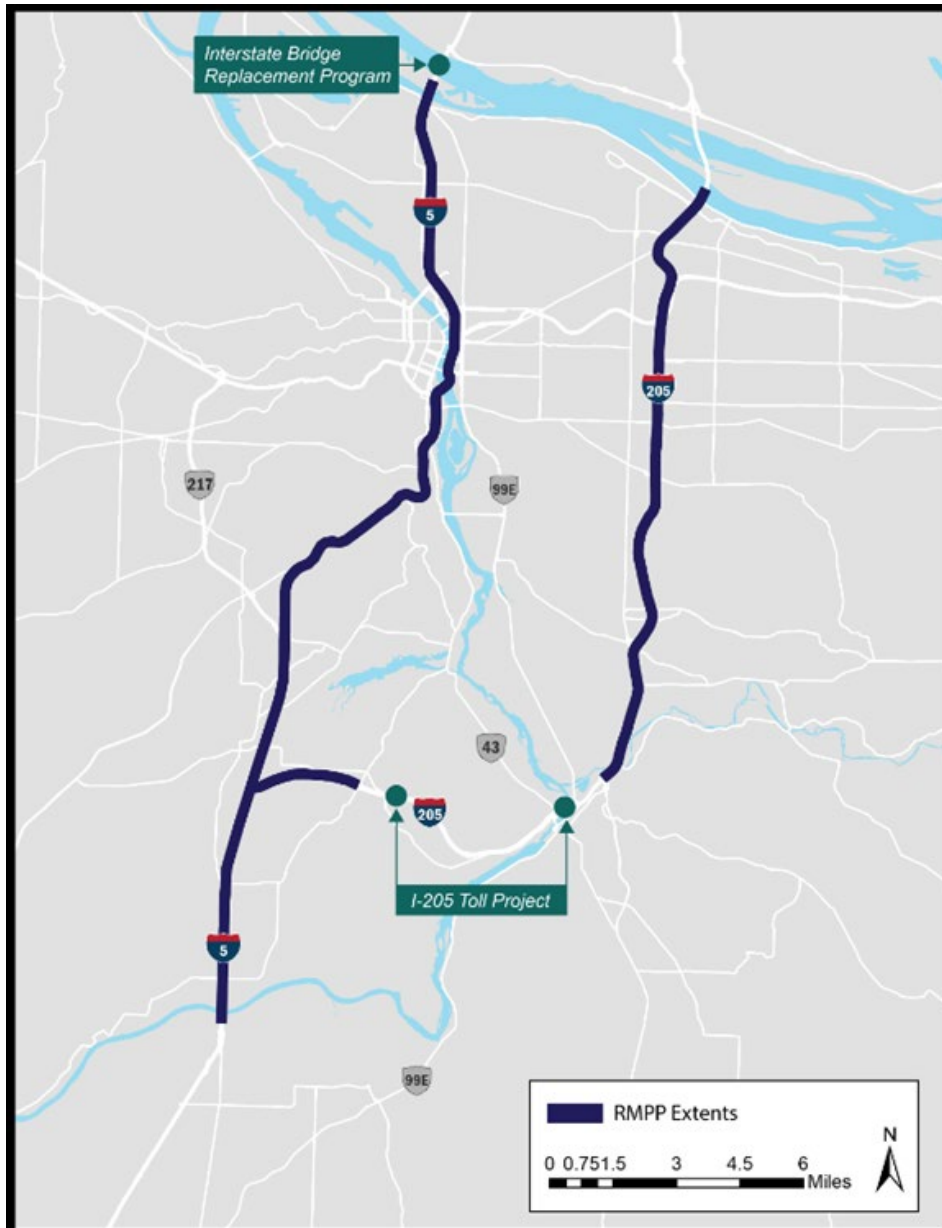 Interstate Bridge
Replacement Program
5
205
217
99E
43
205
I-205 Toll Project
5
99E
RMPP Extents
N
0 0.751.5 3 4.5 6
Miles